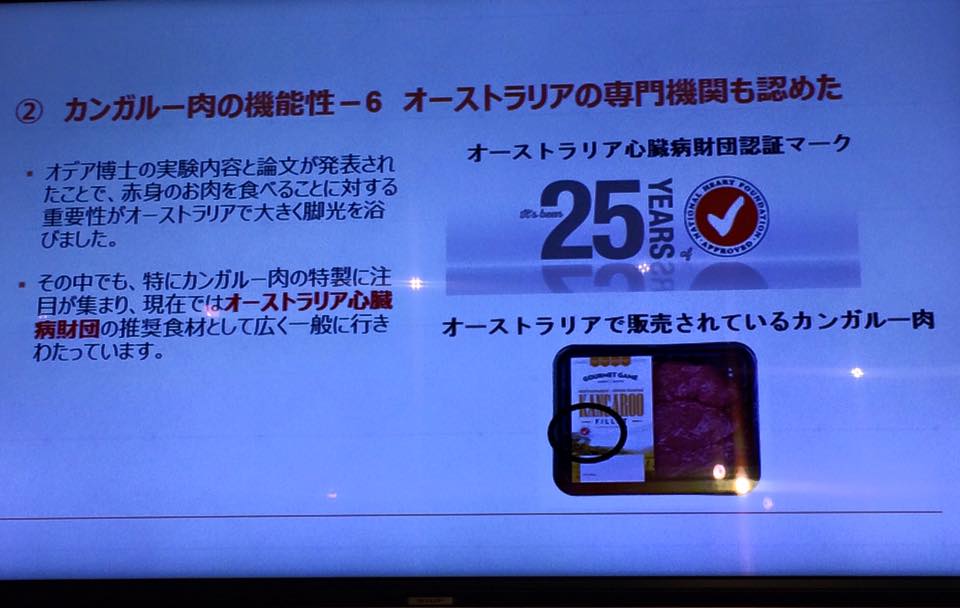 ② カンガルー肉の機能性－6 オーストラリアの専門機関も認めた
▪ オデア博士の実験内容と論文が発表され
たことで、赤身のお肉を食べることに対する
重要性がオーストラリアで大きく脚光を浴
びました。
▪ その中でも、特にカンガルー肉の特製に注
目が集まり、現在ではオーストラリア心臓
病財団の推奨食材として広く一般に行き
わたっています。
オーストラリア心臓病財団認証マーク
It's been
25
YEARS
of
NATIONAL HEART FOUNDATION
APPROVED
オーストラリアで販売されているカンガルー肉
GOURMET GAME
KANGAROO
FILLET